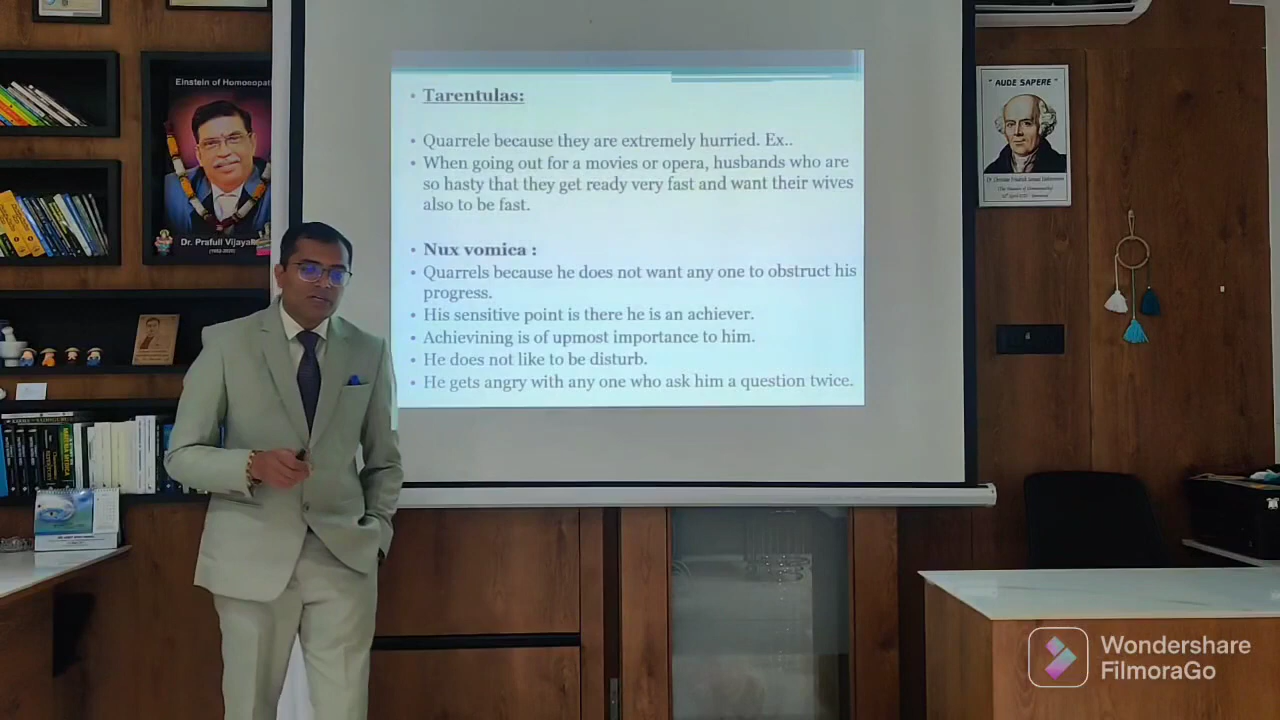 Einstein of Homoeopat
Dr. Prafull Vijayak
" AUDE SAPERE "
Tarentulas:
Quarrele because they are extremely hurried. Ex..
When going out for a movies or opera, husbands who are
so hasty that they get ready very fast and want their wives
also to be fast.
Nux vomica :
Quarrels because he does not want any one to obstruct his
progress.
His sensitive point is there he is an achiever.
Achievining is of upmost importance to him.
He does not like to be disturb.
He gets angry with any one who ask him a question twice.
Wondershare
FilmoraGo